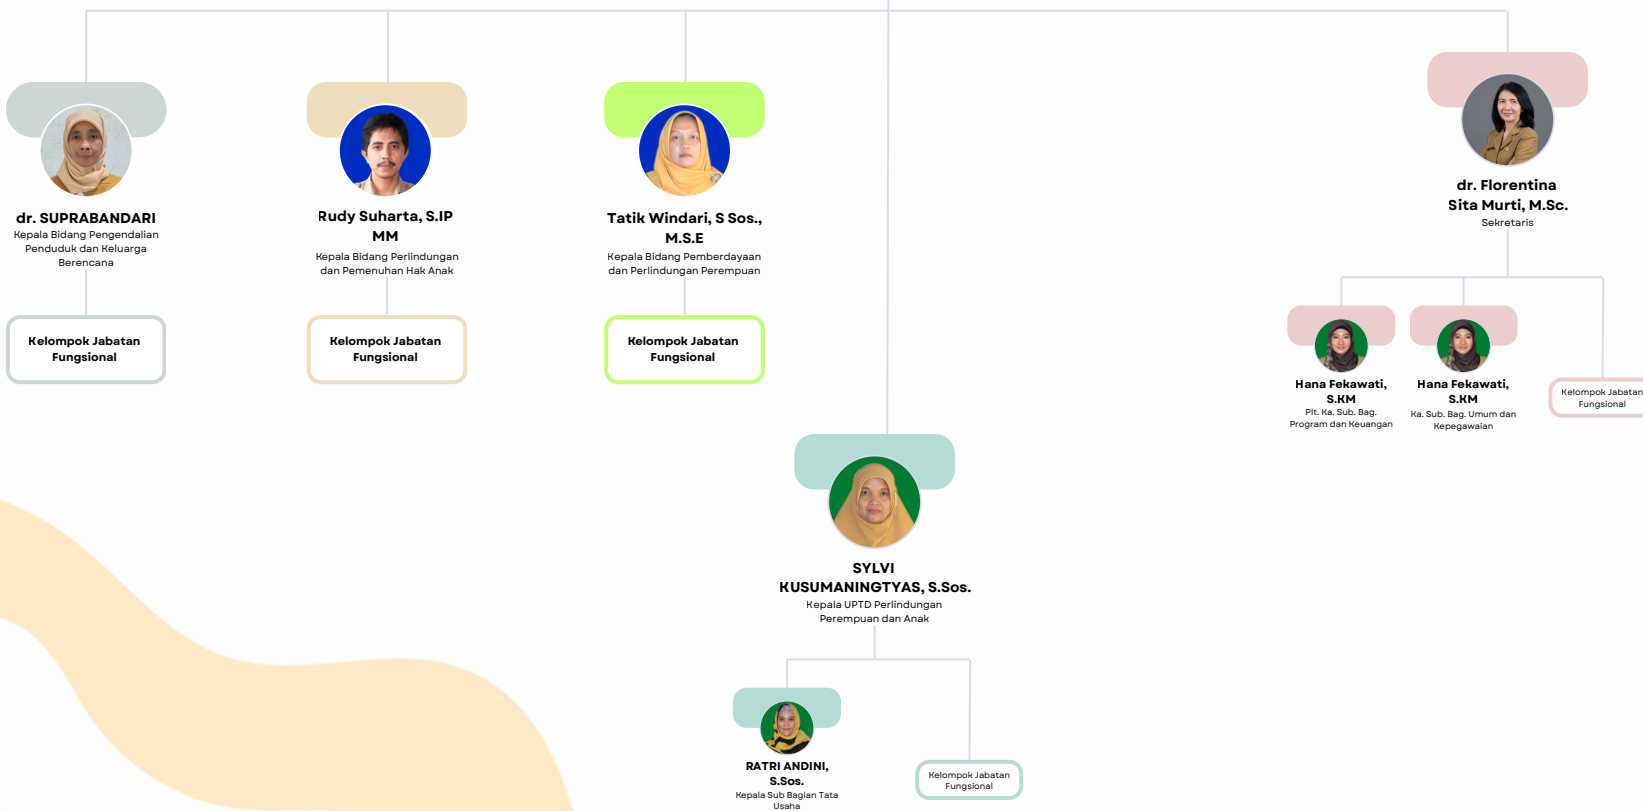 dr. SUPRABANDARI
Kepala Bidang Pengendalian
Penduduk dan Keluarga
Berencana
Kelompok Jabatan
Fungsional
Rudy Suharta, S.IP
MM
Kepala Bidang Perlindungan
dan Pemenuhan Hak Anak
Kelompok Jabatan
Fungsional
Tatik Windari, S Sos.,
M.S.E
Kepala Bidang Pemberdayaan
dan Perlindungan Perempuan
Kelompok Jabatan
Fungsional
dr. Florentina
Sita Murti, M.Sc.
Sekretaris
Hana Fekawati,
S.KM
Plt. Ka. Sub. Bag.
Program dan Keuangan
Hana Fekawati,
S.KM
Ka. Sub. Bag. Umum dan
Kepegawaian
Kelompok Jabatan
Fungsional
SYLVI
KUSUMANINGTYAS, S.Sos.
Kepala UPTD Perlindungan
Perempuan dan Anak
RATRI ANDINI,
S.Sos.
Kepala Sub Bagian Tata
Usaha
Kelompok Jabatan
Fungsional